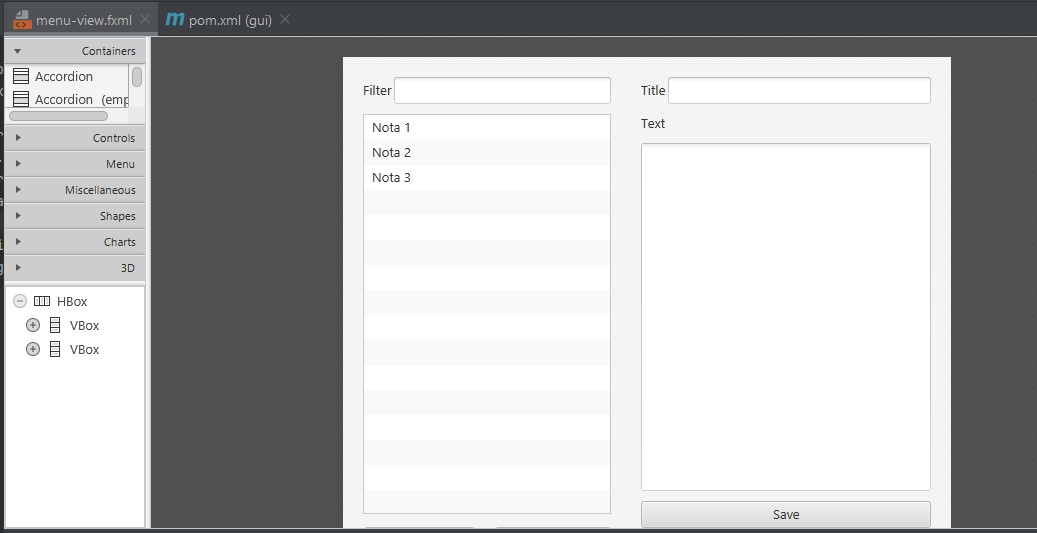 menu-view.fxml
pom.xml (gui)
Containers
Accordion
Accordion (emp
Controls
Menu
Miscellaneous
Shapes
Charts
3D
HBox
VBox
VBox
Filter
Nota 1
Nota 2
Nota 3
Title
Text
Save